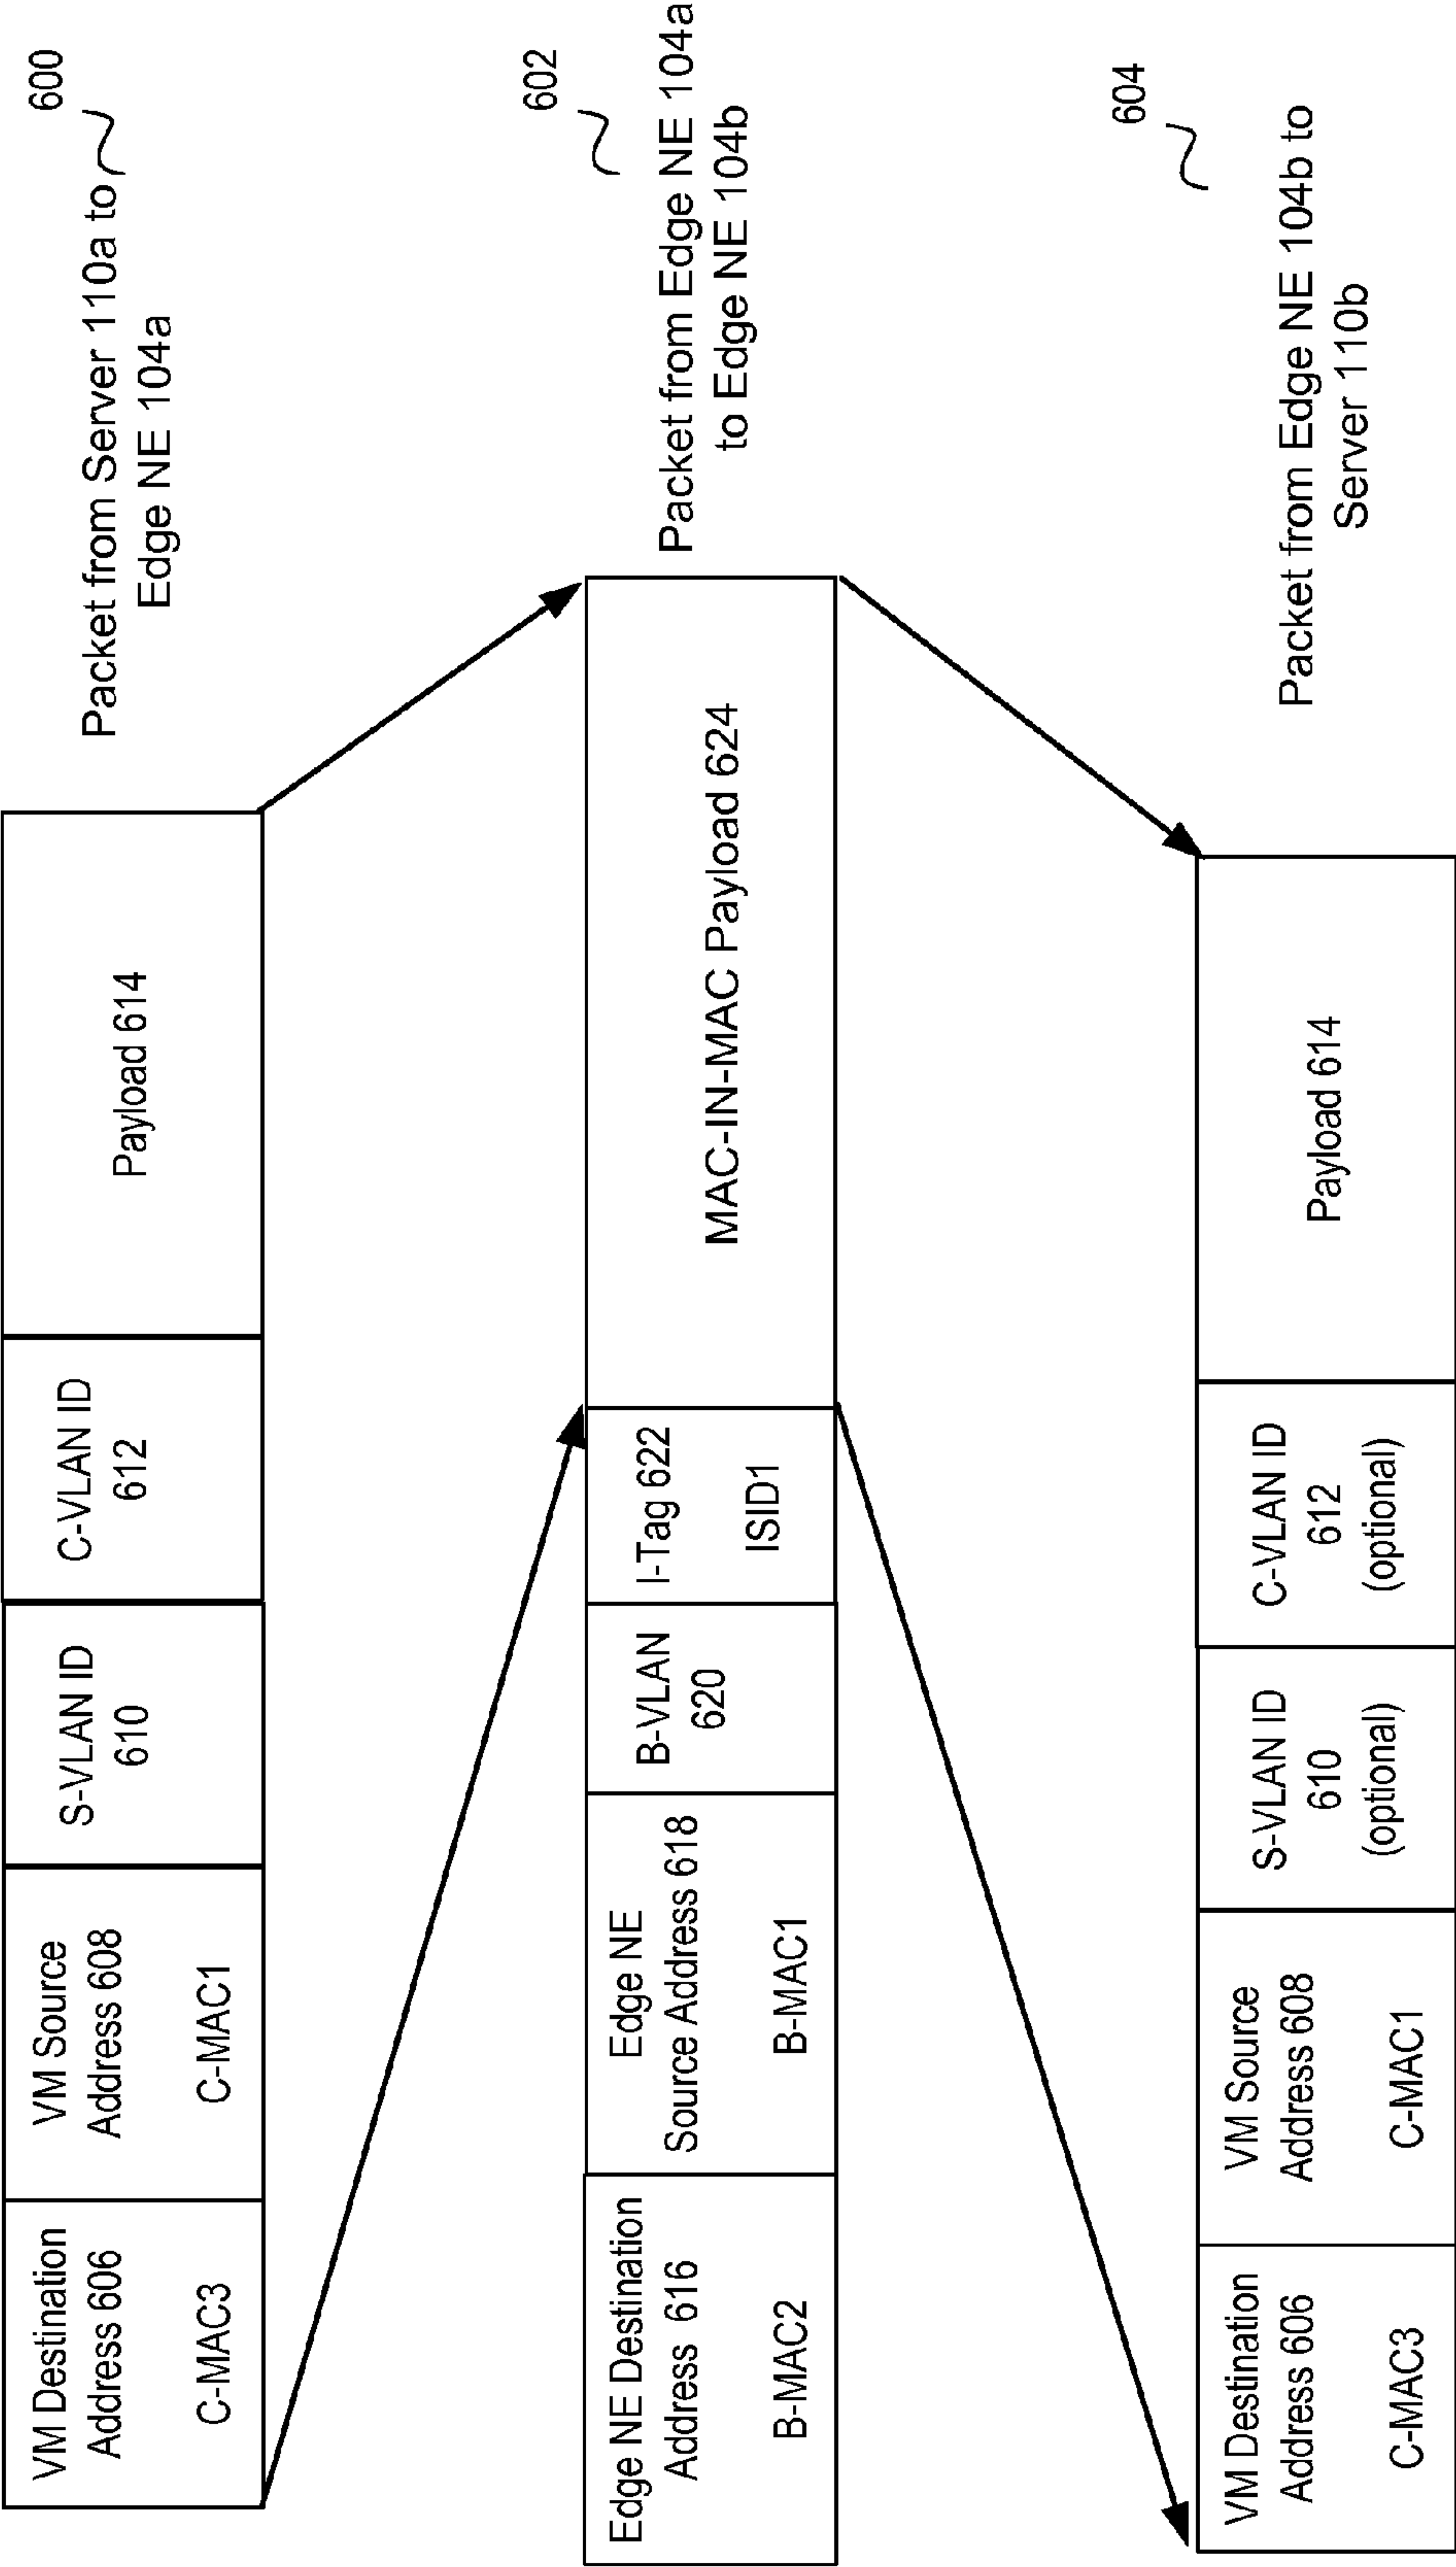 VM Destination
Address 606
C-MAC3
VM Source
Address 608
C-MAC1
S-VLAN ID
610
C-VLAN ID
612
Payload 614
Packet from Server 110a to
Edge NE 104a
600
Edge NE Destination
Address 616
B-MAC2
Edge NE
Source Address 618
B-MAC1
B-VLAN
620
I-Tag 622
ISID1
MAC-IN-MAC Payload 624
Packet from Edge NE 104a
to Edge NE 104b
602
VM Destination
Address 606
C-MAC3
VM Source
Address 608
C-MAC1
S-VLAN ID
610
(optional)
C-VLAN ID
612
(optional)
Payload 614
Packet from Edge NE 104b to
Server 110b
604